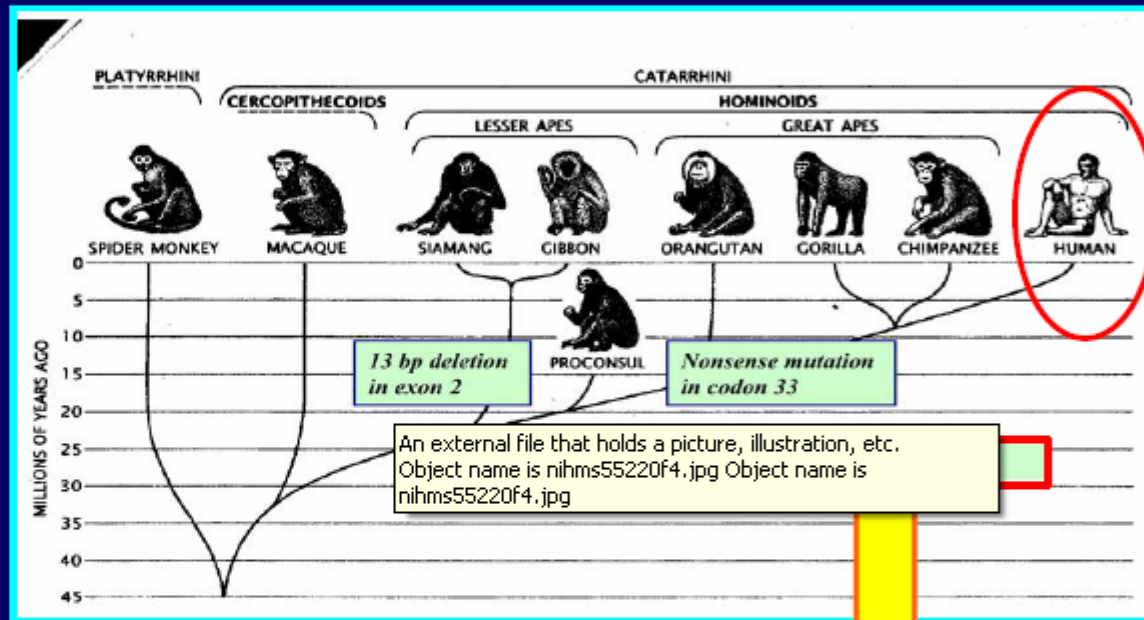 PLATYRRHINI
CATARRHINI
CERCOPITHECOIDS
HOMINOIDS
LESSER APES
GREAT APES
SPIDER MONKEY
MACAQUE
SIAMANG
GIBBON
ORANGUTAN
GORILLA
CHIMPANZEE
HUMAN
MILLIONS OF YEARS AGO
0
5
10
15
20
25
30
35
40
45
PROCONSUL
13 bp deletion
in exon 2
Nonsense mutation
in codon 33
An external file that holds a picture, illustration, etc.
Object name is nihms55220f4.jpg Object name is
nihms55220f4.jpg